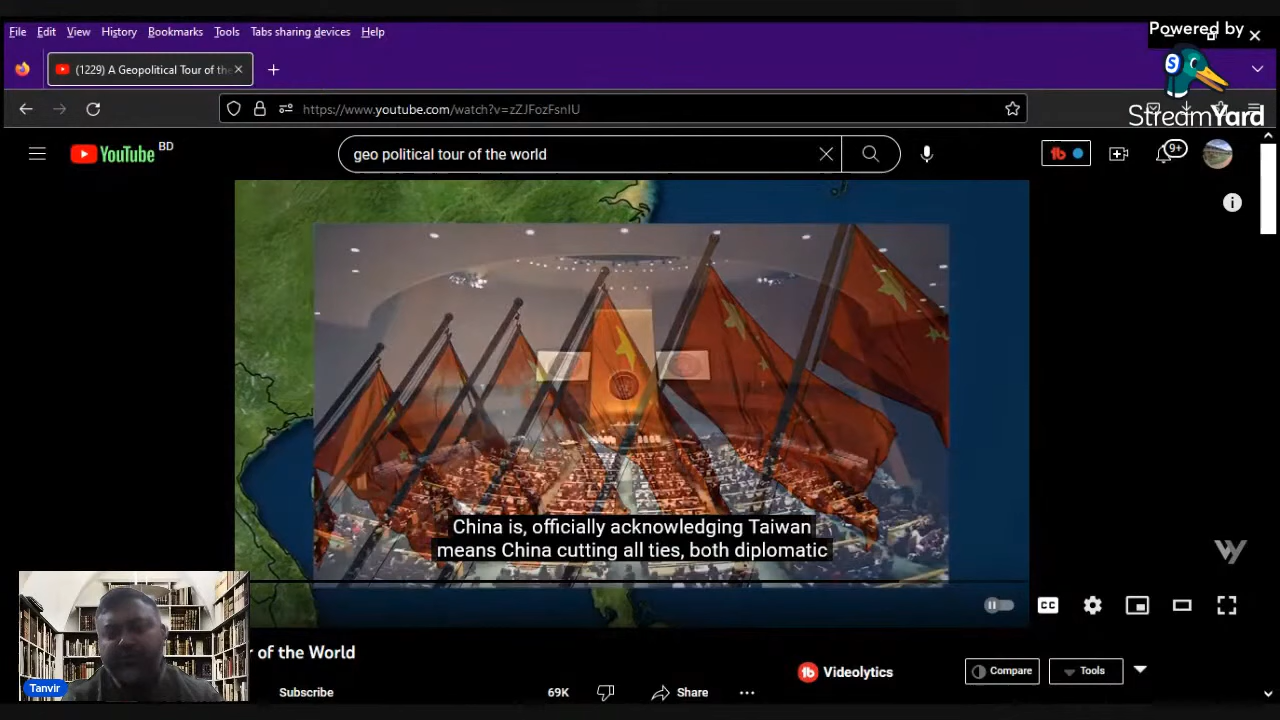 File Edit View History Bookmarks Tools Tabs sharing devices Help
Powered by
(1229) A Geopolitical Tour of the
StreamYard
https://www.youtube.com/watch?v=zZJFozFsnIU
YouTube BD
geo political tour of the world
9+
China is, officially acknowledging Taiwan
means China cutting all ties, both diplomatic
CC
of the World
Videolytics
Compare
Tools
Tanvir
Subscribe
69K
Share